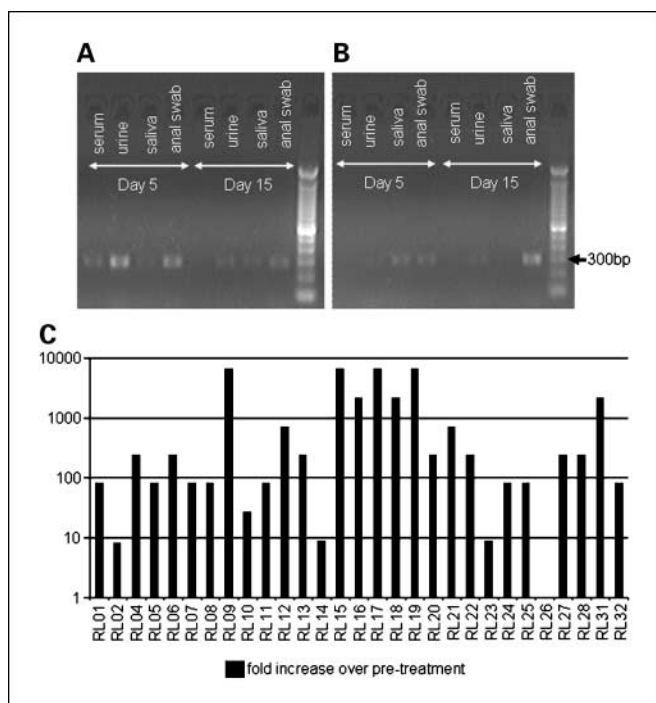 A
serum
urine
saliva
anal swab
serum
urine
saliva
anal swab
Day 5
Day 15
B
serum
urine
saliva
anal swab
serum
urine
saliva
anal swab
Day 5
Day 15
300bp
C
10000
1000
100
10
1
RL01
RL02
RL04
RL05
RL06
RL07
RL08
RL09
RL10
RL11
RL12
RL13
RL14
RL15
RL16
RL17
RL18
RL19
RL20
RL21
RL22
RL23
RL24
RL25
RL26
RL27
RL28
RL31
RL32
fold increase over pre-treatment